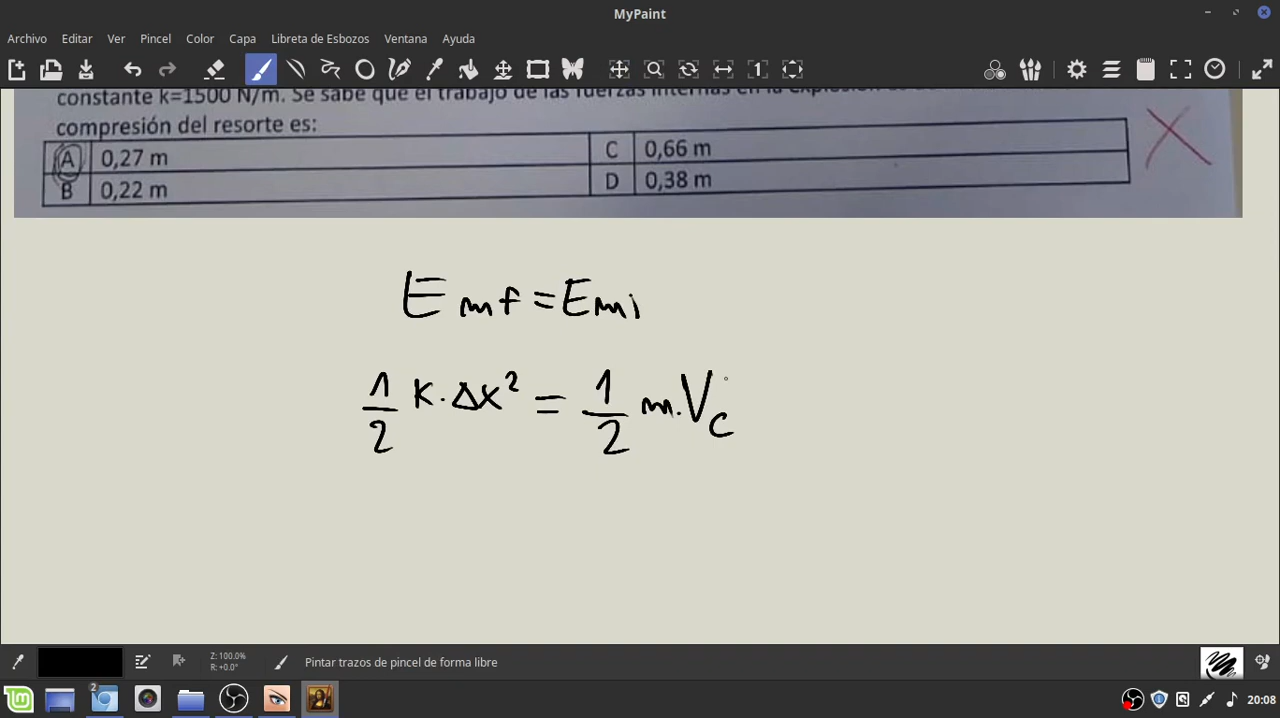 MyPaint
Archivo Editar Ver Pincel Color Capa Libreta de Esbozos Ventana Ayuda
constante k=1500 N/m. Se sabe que el trabajo de las fuerzas internas en la explosión
compresión del resorte es:
A 0,27 m C 0,66 m
B 0,22 m D 0,38 m
E mf = Emi
1/2 K.Δx² = 1/2 m.Vc
Z: 100.0%
R: +0.0°
Pintar trazos de pincel de forma libre
2
20:08